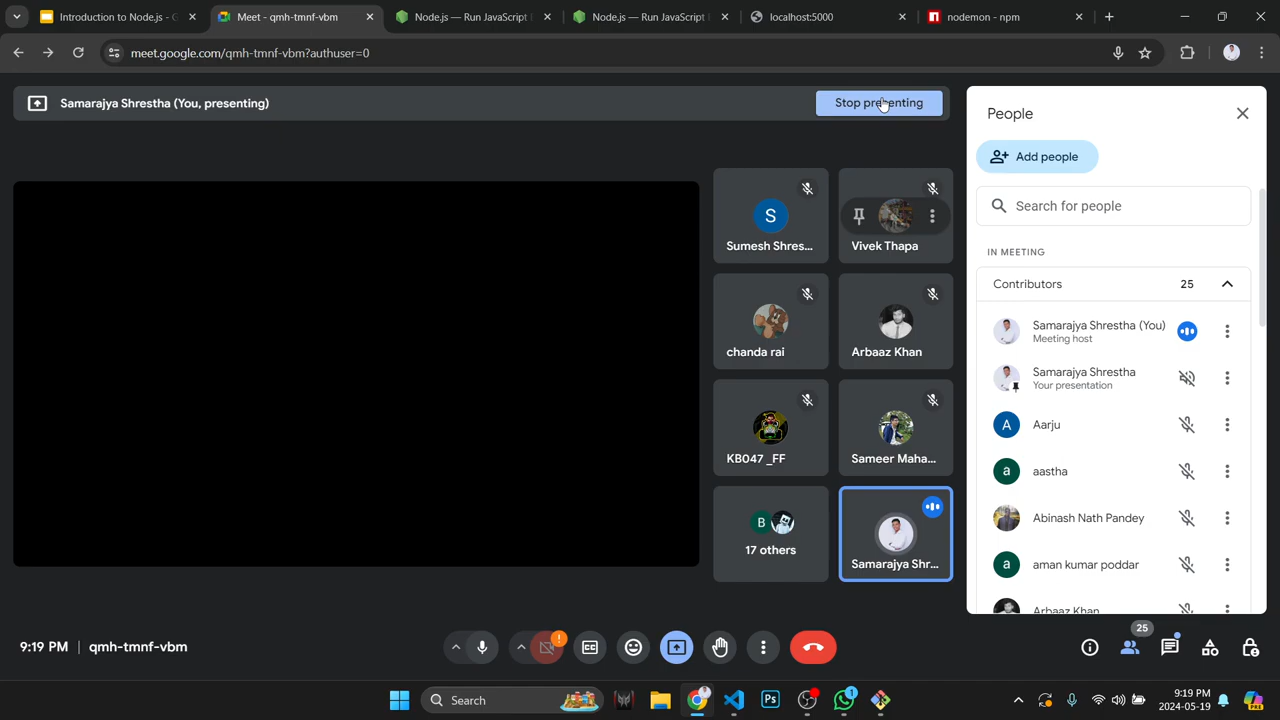 Introduction to Node.js - G
Meet - qmh-tmnf-vbm
Node.js — Run JavaScript
Node.js — Run JavaScript
localhost:5000
nodemon - npm
meet.google.com/qmh-tmnf-vbm?authuser=0
Samarajya Shrestha (You, presenting)
Stop presenting
People
Add people
Search for people
IN MEETING
Contributors
25
Samarajya Shrestha (You)
Meeting host
Samarajya Shrestha
Your presentation
A
Aarju
a
aastha
Abinash Nath Pandey
a
aman kumar poddar
Arbaaz Khan
S
Sumesh Shres...
Vivek Thapa
chanda rai
Arbaaz Khan
KB047 _FF
Sameer Maha...
B
17 others
Samarajya Shr...
9:19 PM
qmh-tmnf-vbm
25
Search
1
9:19 PM
2024-05-19